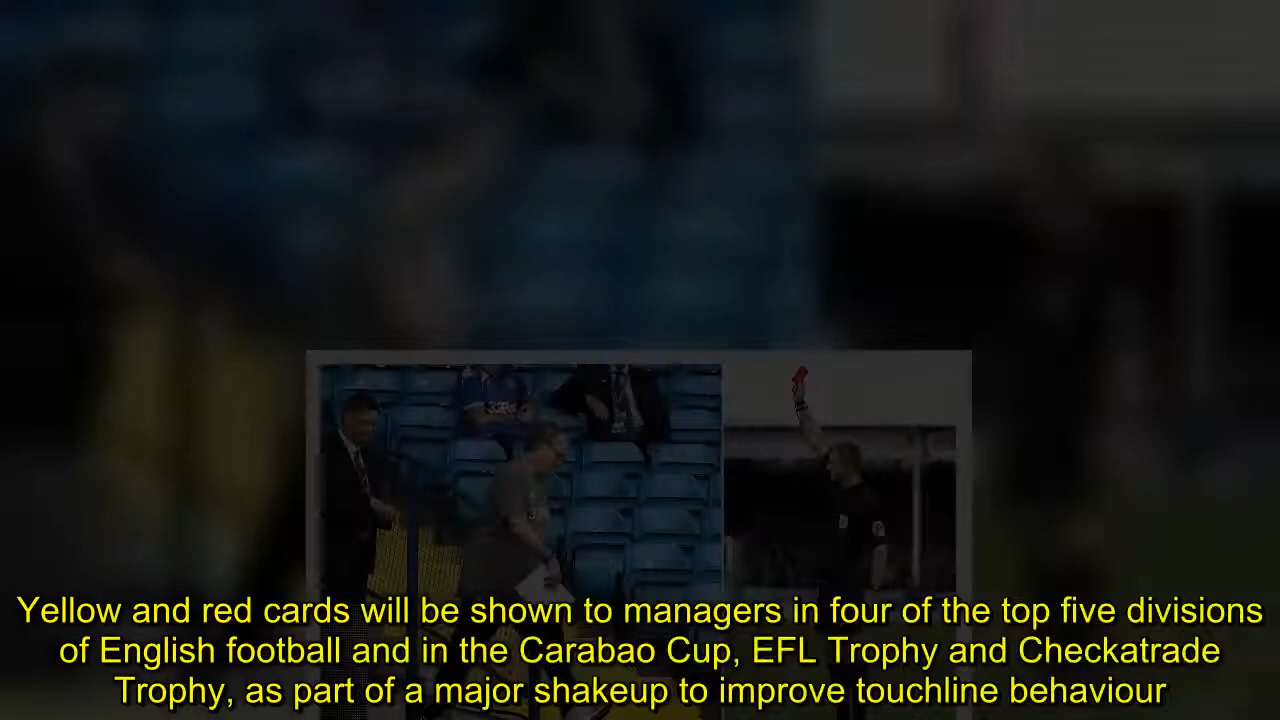 Yellow and red cards will be shown to managers in four of the top five divisions
of English football and in the Carabao Cup, EFL Trophy and Checkatrade
Trophy, as part of a major shakeup to improve touchline behaviour